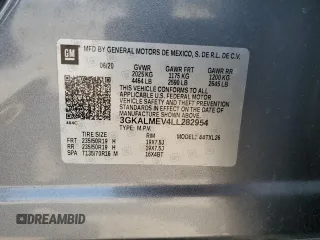 GM
MFD BY GENERAL MOTORS DE MEXICO, S. DE R.L. DE C.V.
06/20 GVWR GAWR FRT GAWR RR
2025 KG 1175 KG 1200 KG
4464 LB 2590 LB 2645 LB
THIS VEHICLE CONFORMS TO ALL APPLICABLE
U.S. FEDERAL MOTOR VEHICLE SAFETY, BUMPER, AND THEFT
PREVENTION STANDARDS IN EFFECT ON THE
DATE OF MANUFACTURE SHOWN ABOVE.
3GKALMEV4LL282954
TYPE: M.P.V. MODEL: 44TXL26
TIRE SIZE RIM
FRT 235/50R19 H 19X7.5J
RR 235/50R19 H 19X7.5J
SPA T135/70R16 M 16X4BT